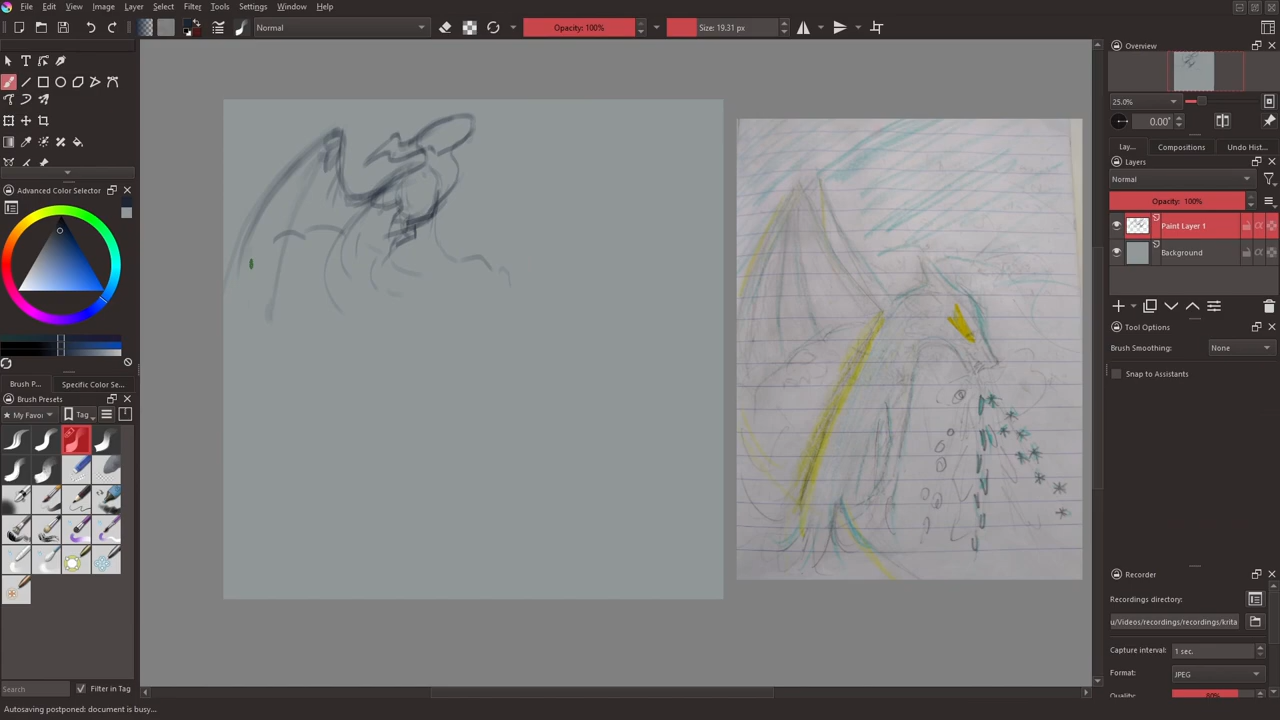 File Edit View Image Layer Select Filter Tools Settings Window Help
Normal
Opacity: 100%
Size: 19.31 px
Overview
25.0%
0.00°
Lay... Compositions Undo Hist...
Layers
Normal
Opacity: 100%
Paint Layer 1
Background
Tool Options
Brush Smoothing: None
Snap to Assistants
Recorder
Recordings directory:
u/Videos/recordings/recordings/krita
Capture interval: 1 sec.
Format: JPEG
Quality: 80%
Advanced Color Selector
Brush P... Specific Color Se...
Brush Presets
My Favo Tag
Search Filter in Tag
Autosaving postponed: document is busy...